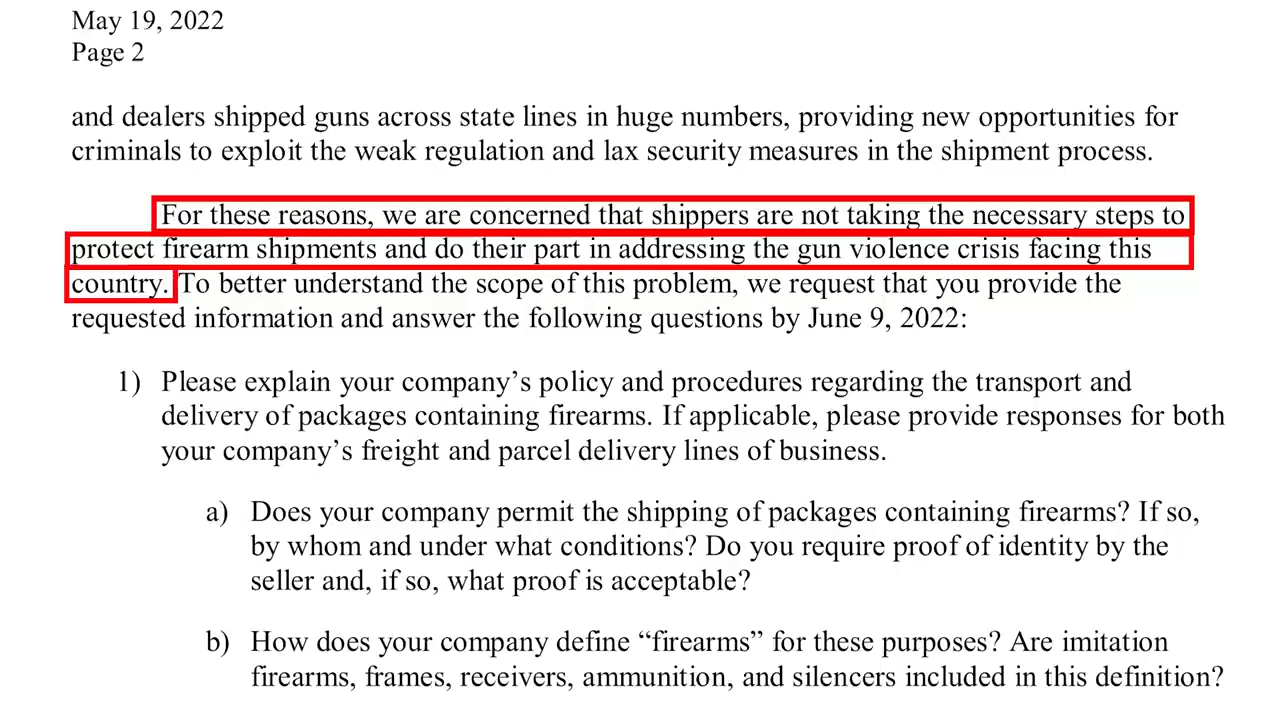 May 19, 2022
Page 2
and dealers shipped guns across state lines in huge numbers, providing new opportunities for
criminals to exploit the weak regulation and lax security measures in the shipment process.
For these reasons, we are concerned that shippers are not taking the necessary steps to
protect firearm shipments and do their part in addressing the gun violence crisis facing this
country. To better understand the scope of this problem, we request that you provide the
requested information and answer the following questions by June 9, 2022:
1) Please explain your company’s policy and procedures regarding the transport and
delivery of packages containing firearms. If applicable, please provide responses for both
your company’s freight and parcel delivery lines of business.
a) Does your company permit the shipping of packages containing firearms? If so,
by whom and under what conditions? Do you require proof of identity by the
seller and, if so, what proof is acceptable?
b) How does your company define “firearms” for these purposes? Are imitation
firearms, frames, receivers, ammunition, and silencers included in this definition?